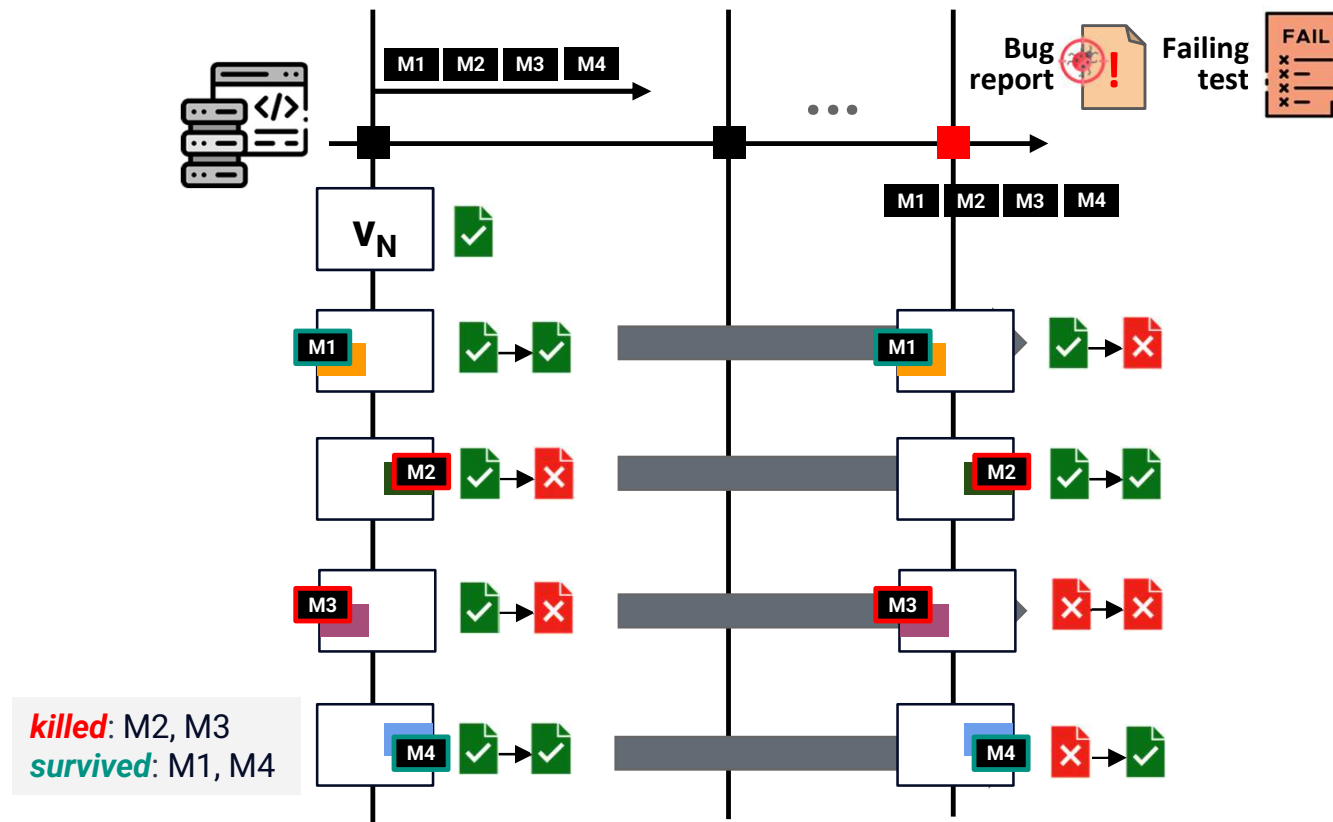 Bug
report
!
Failing
test
FAIL
</>
M1 M2 M3 M4
...
M1 M2 M3 M4
VN
M1
M1
M2
M2
M3
M3
M4
M4
killed: M2, M3
survived: M1, M4